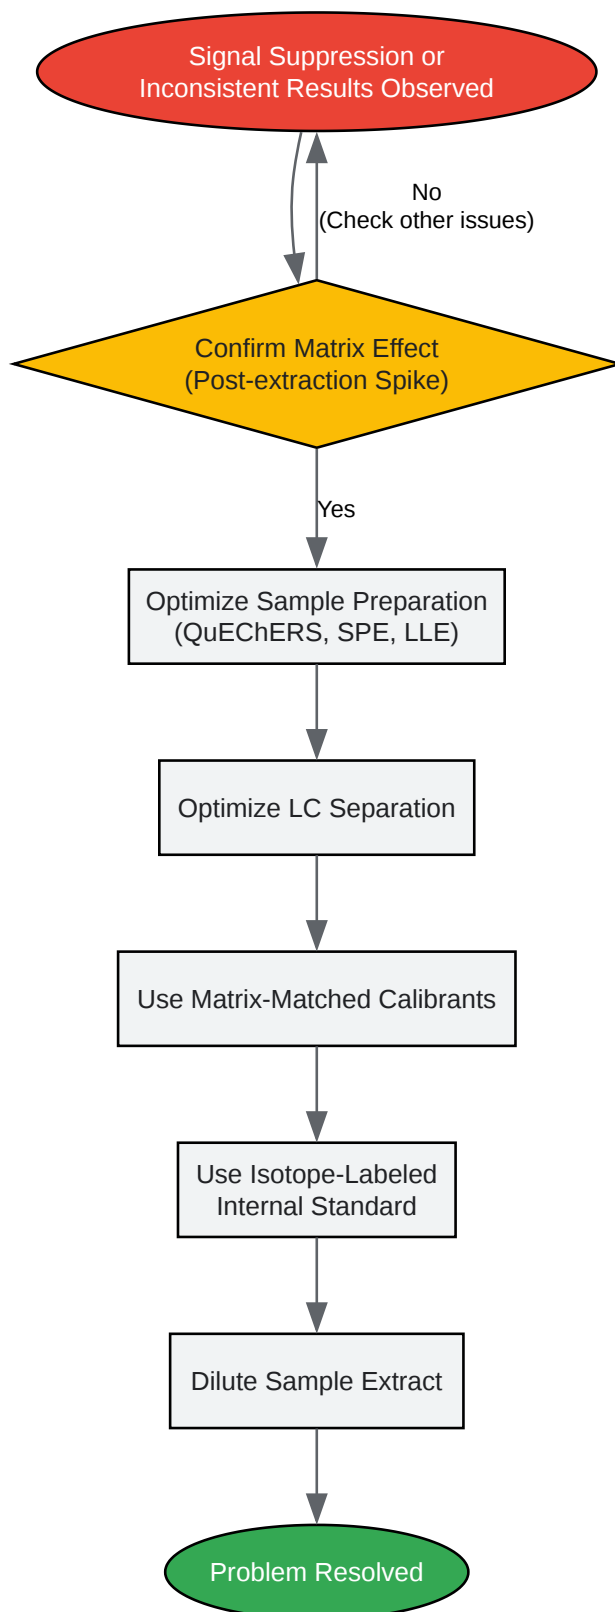 Signal Suppression or
Inconsistent Results Observed
No
(Check other issues)
Confirm Matrix Effect
(Post-extraction Spike)
Yes
Optimize Sample Preparation
(QuEChERS, SPE, LLE)
Optimize LC Separation
Use Matrix-Matched Calibrants
Use Isotope-Labeled
Internal Standard
Dilute Sample Extract
Problem Resolved